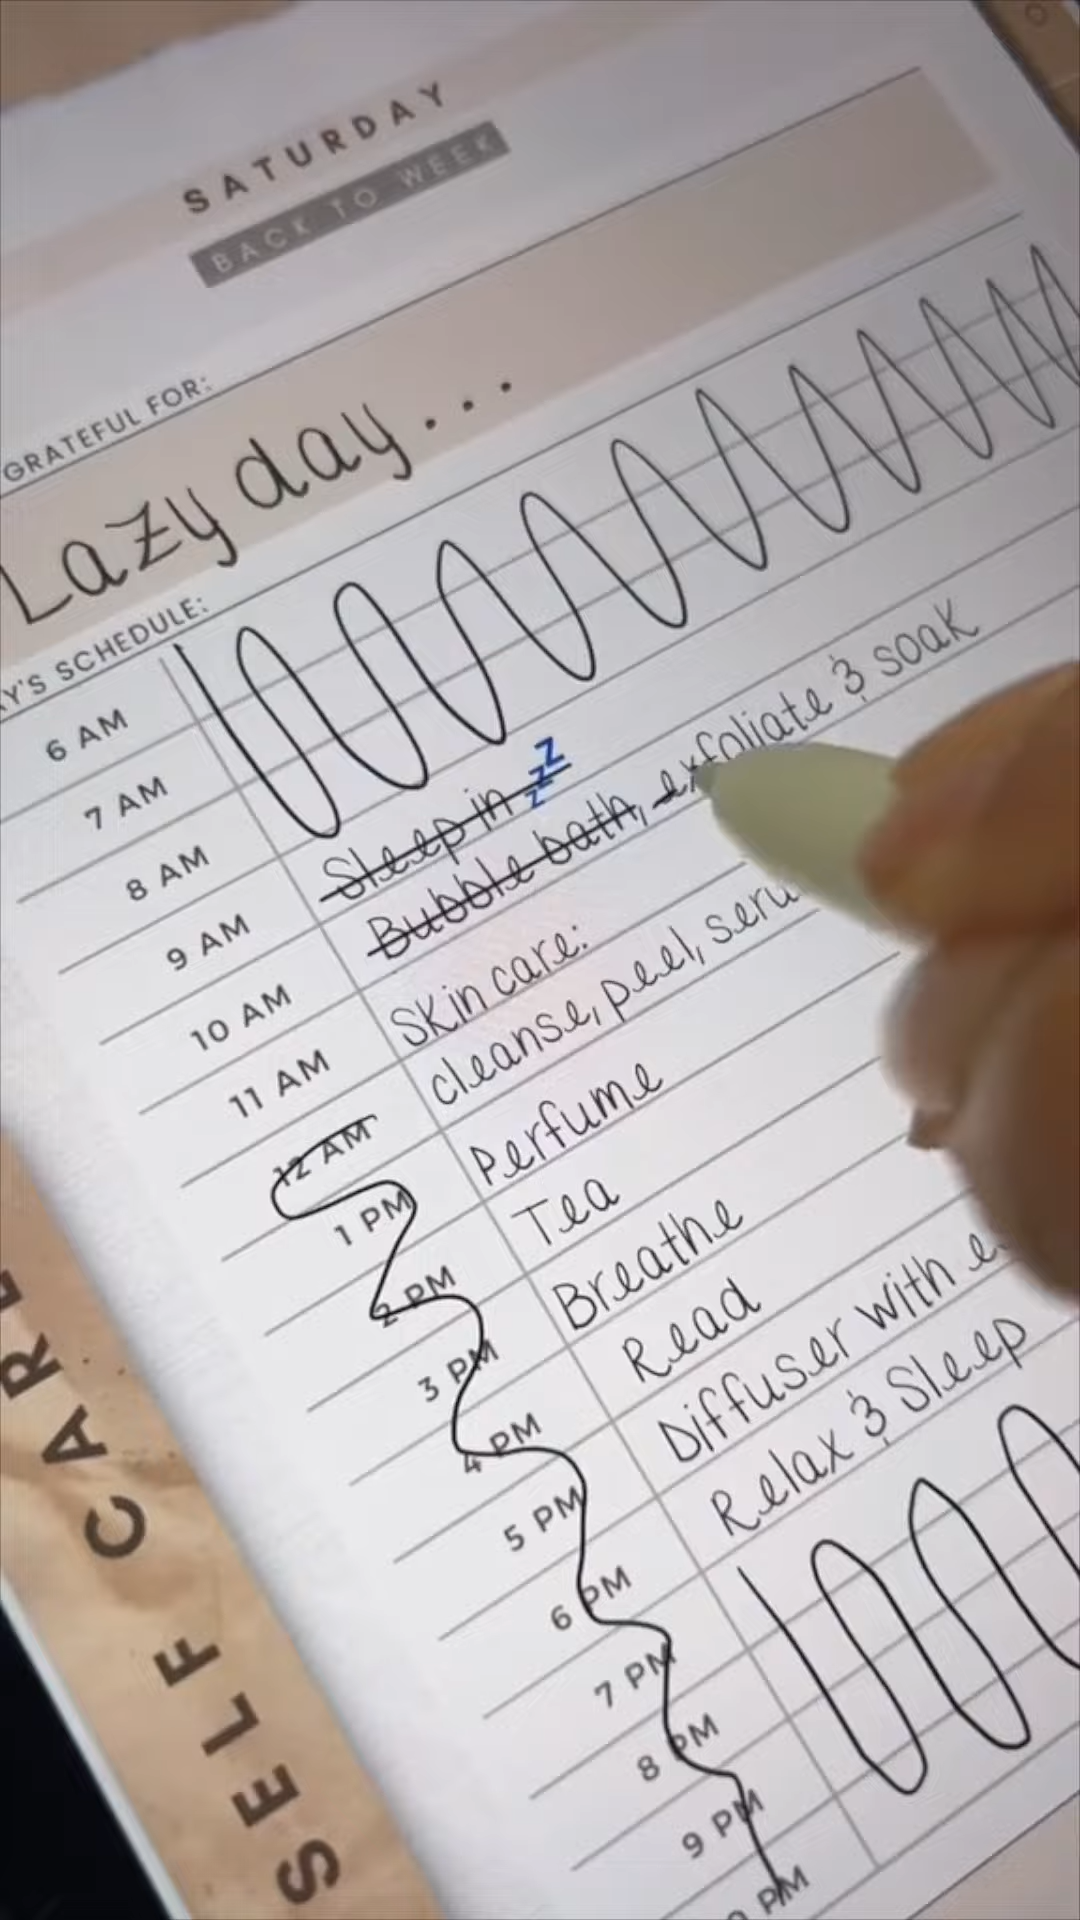 SATURDAY
BACK TO WEEK
GRATEFUL FOR:
Lazy day...
Y'S SCHEDULE:
6 AM
7 AM
8 AM
9 AM Sleep in zzz
10 AM Bubble bath, exfoliate & soak
11 AM Skin care:
12 AM cleanse, peel,
1 PM Perfume
2 PM Tea
3 PM Breathe
4 PM Read
5 PM Diffuser with
6 PM Relax & Sleep
7 PM
8 PM
9 PM
PM
SELF CARE